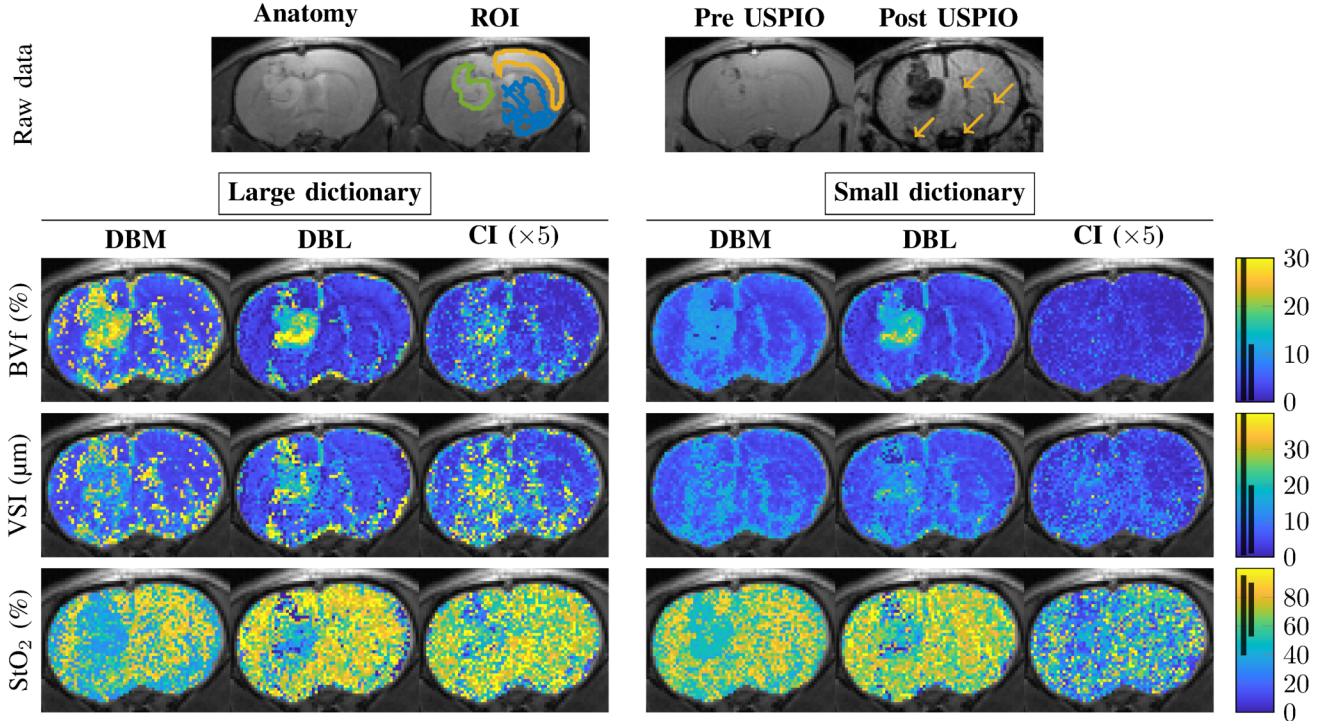 Anatomy ROI Pre USPIO Post USPIO
Raw data
Large dictionary Small dictionary
DBM DBL CI (×5) DBM DBL CI (×5)
BVf (%)
30
20
10
0
VSI (µm)
30
20
10
0
StO₂ (%)
80
60
40
20
0